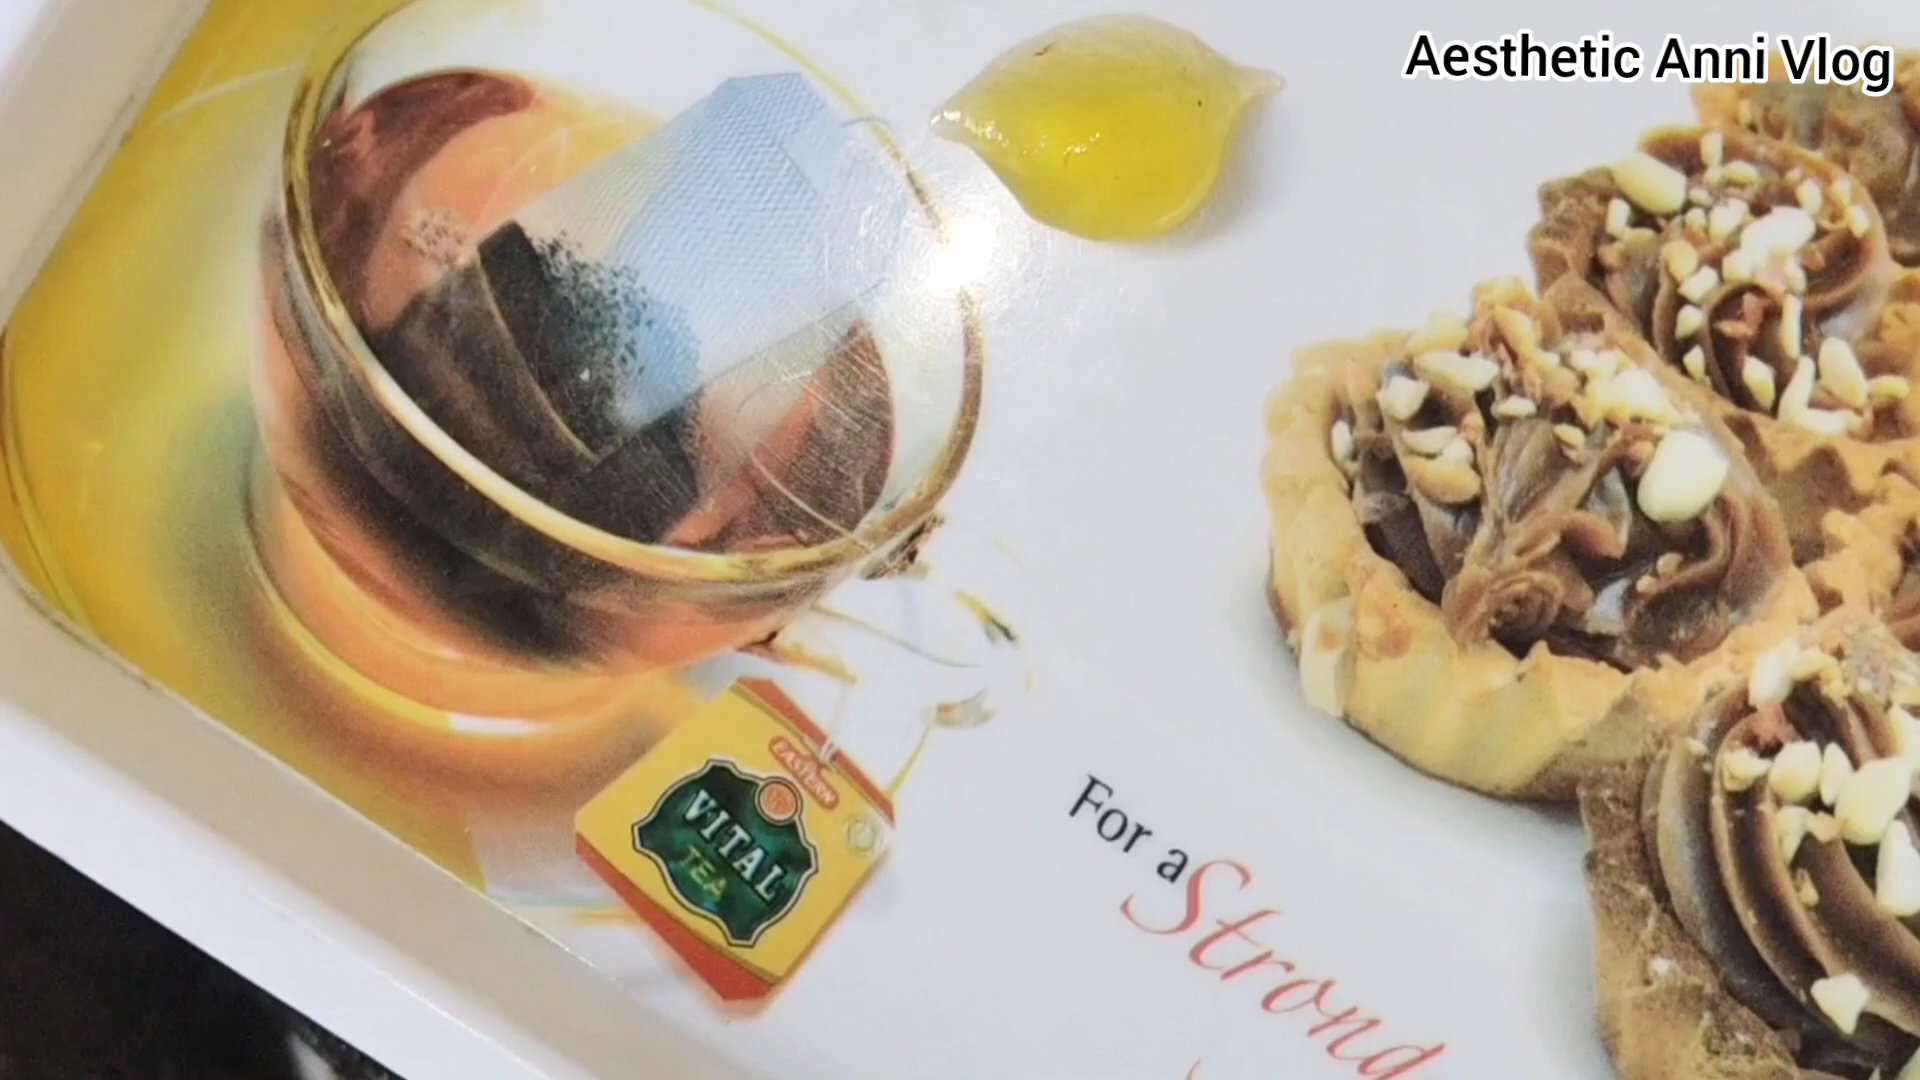 Aesthetic Anni Vlog
EASTERN
VITAL
TEA
For a Strong